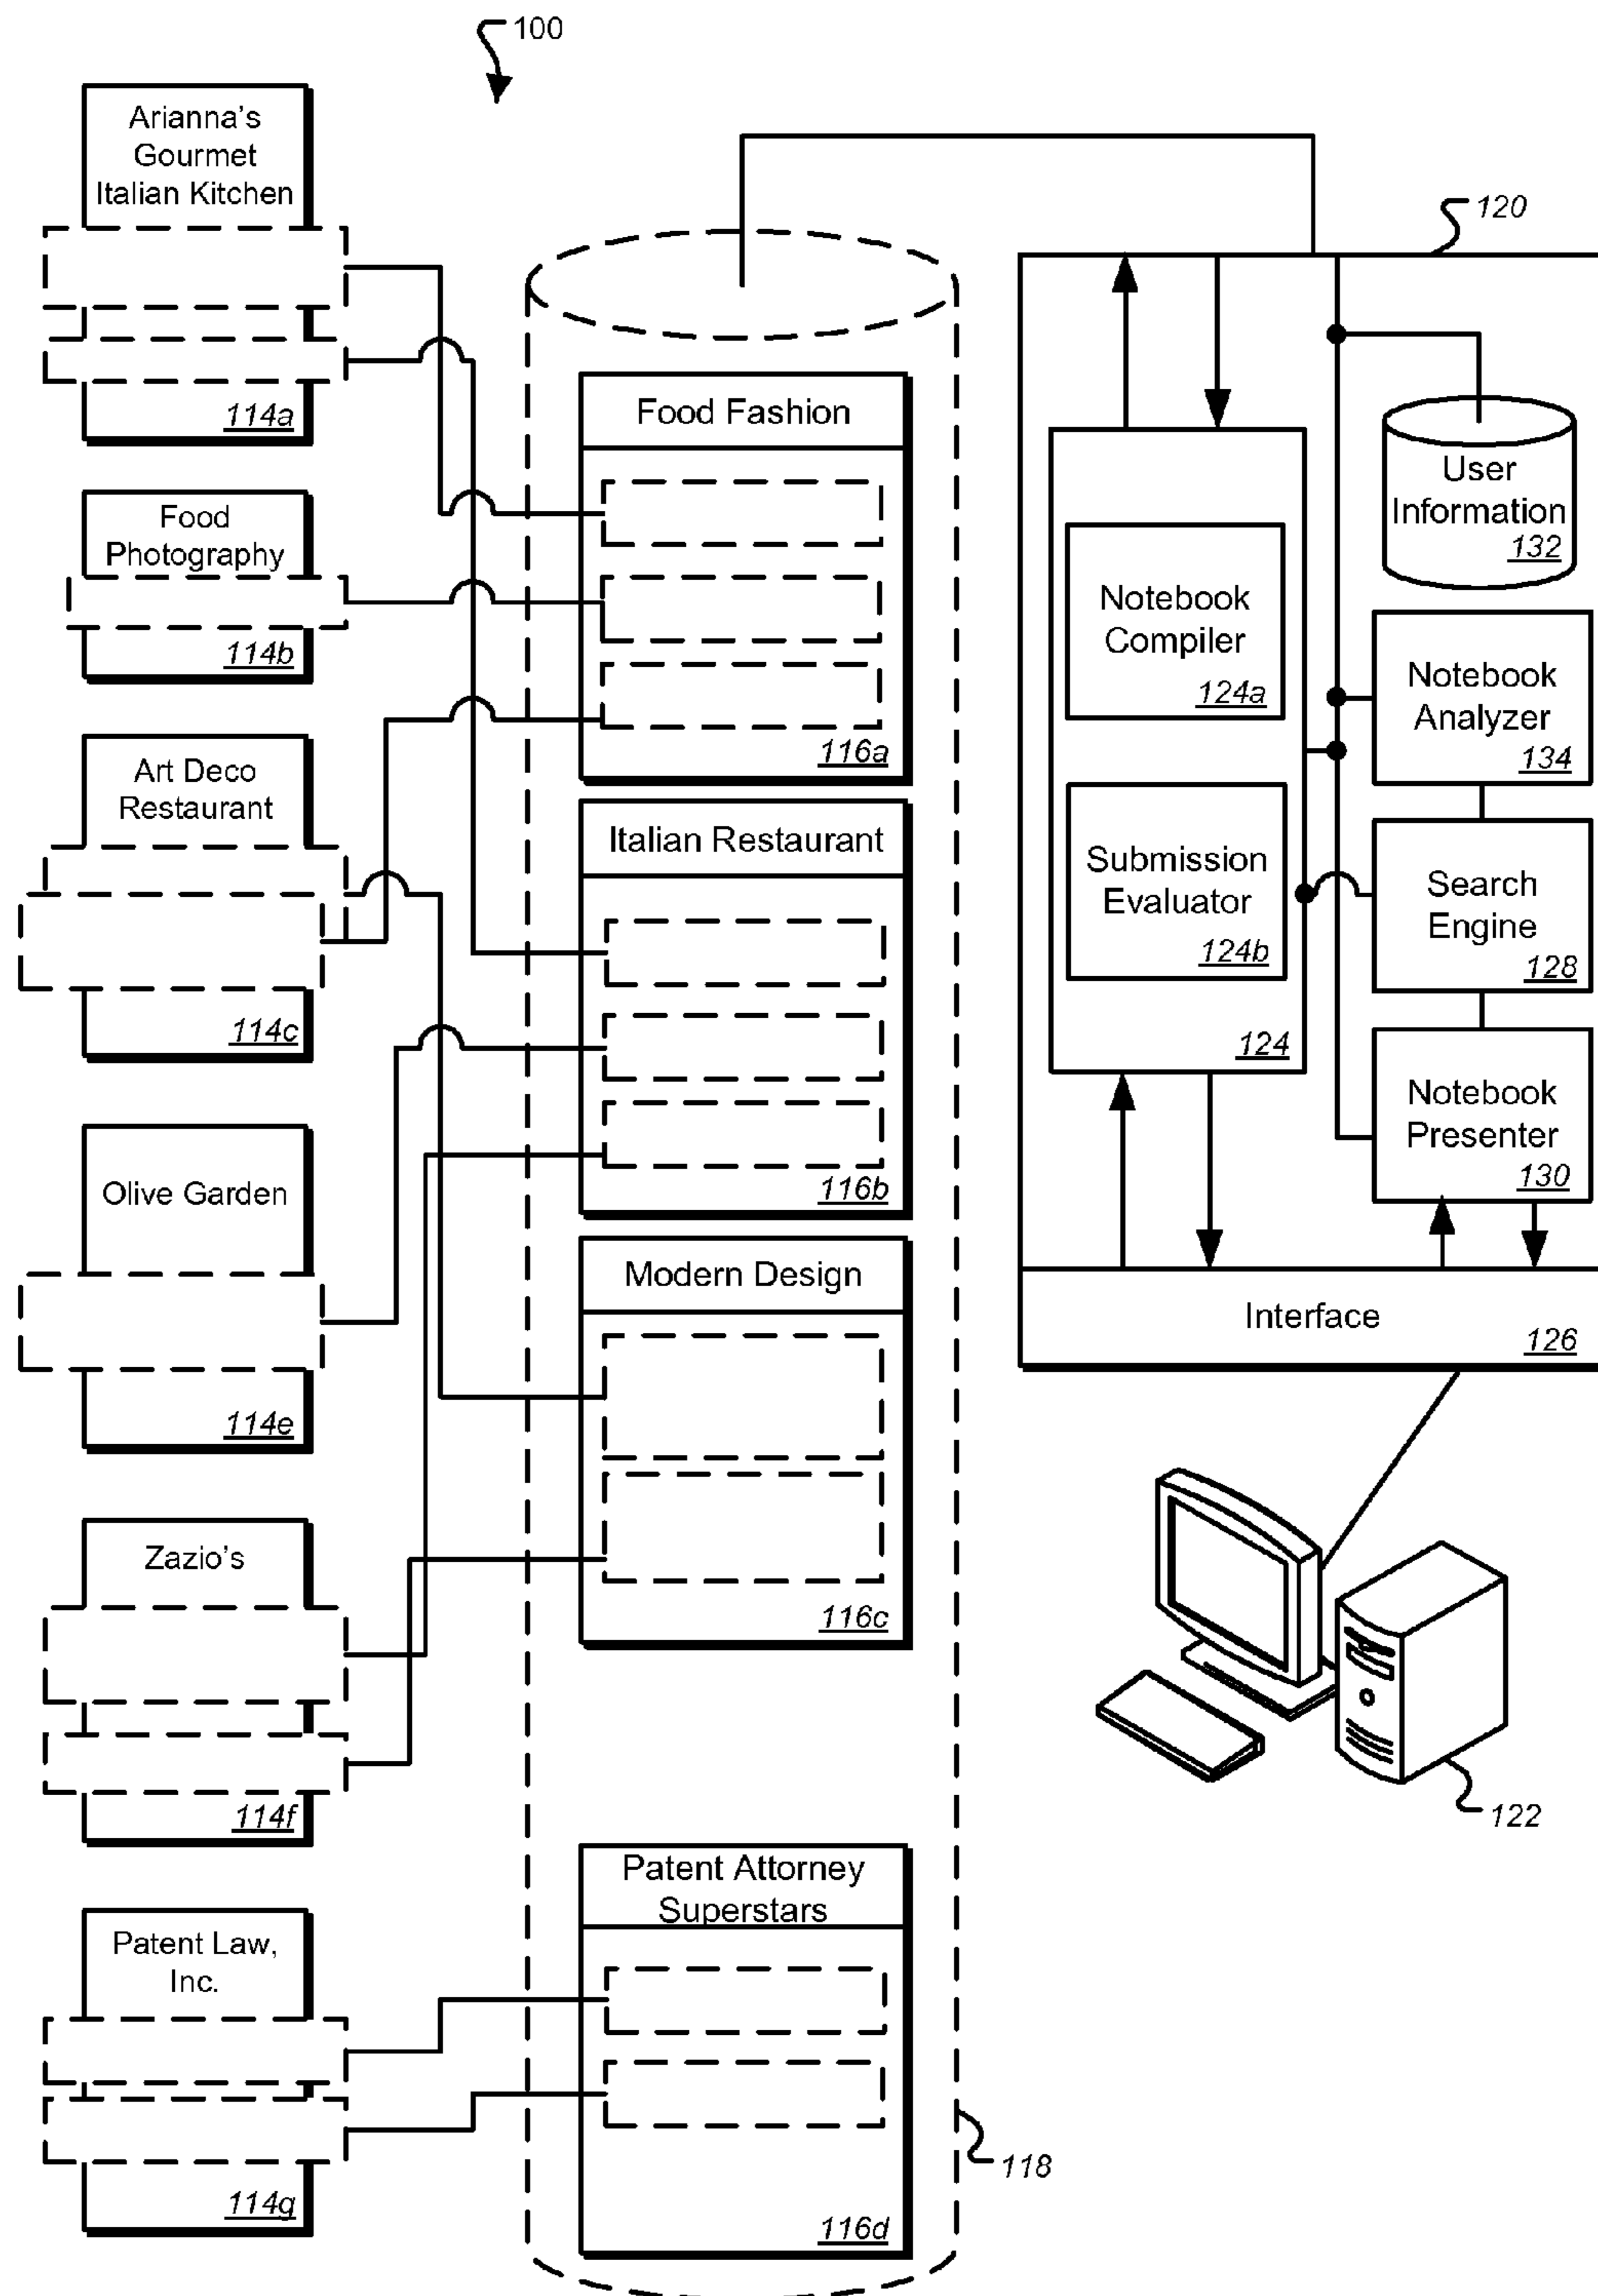 100
Arianna's
Gourmet
Italian Kitchen
114a
Food
Photography
114b
Art Deco
Restaurant
114c
Olive Garden
114e
Zazio's
114f
Patent Law,
Inc.
114g
Food Fashion
116a
Italian Restaurant
116b
Modern Design
116c
Patent Attorney
Superstars
116d
118
120
Notebook
Compiler
124a
Submission
Evaluator
124b
124
User
Information
132
Notebook
Analyzer
134
Search
Engine
128
Notebook
Presenter
130
Interface
126
122